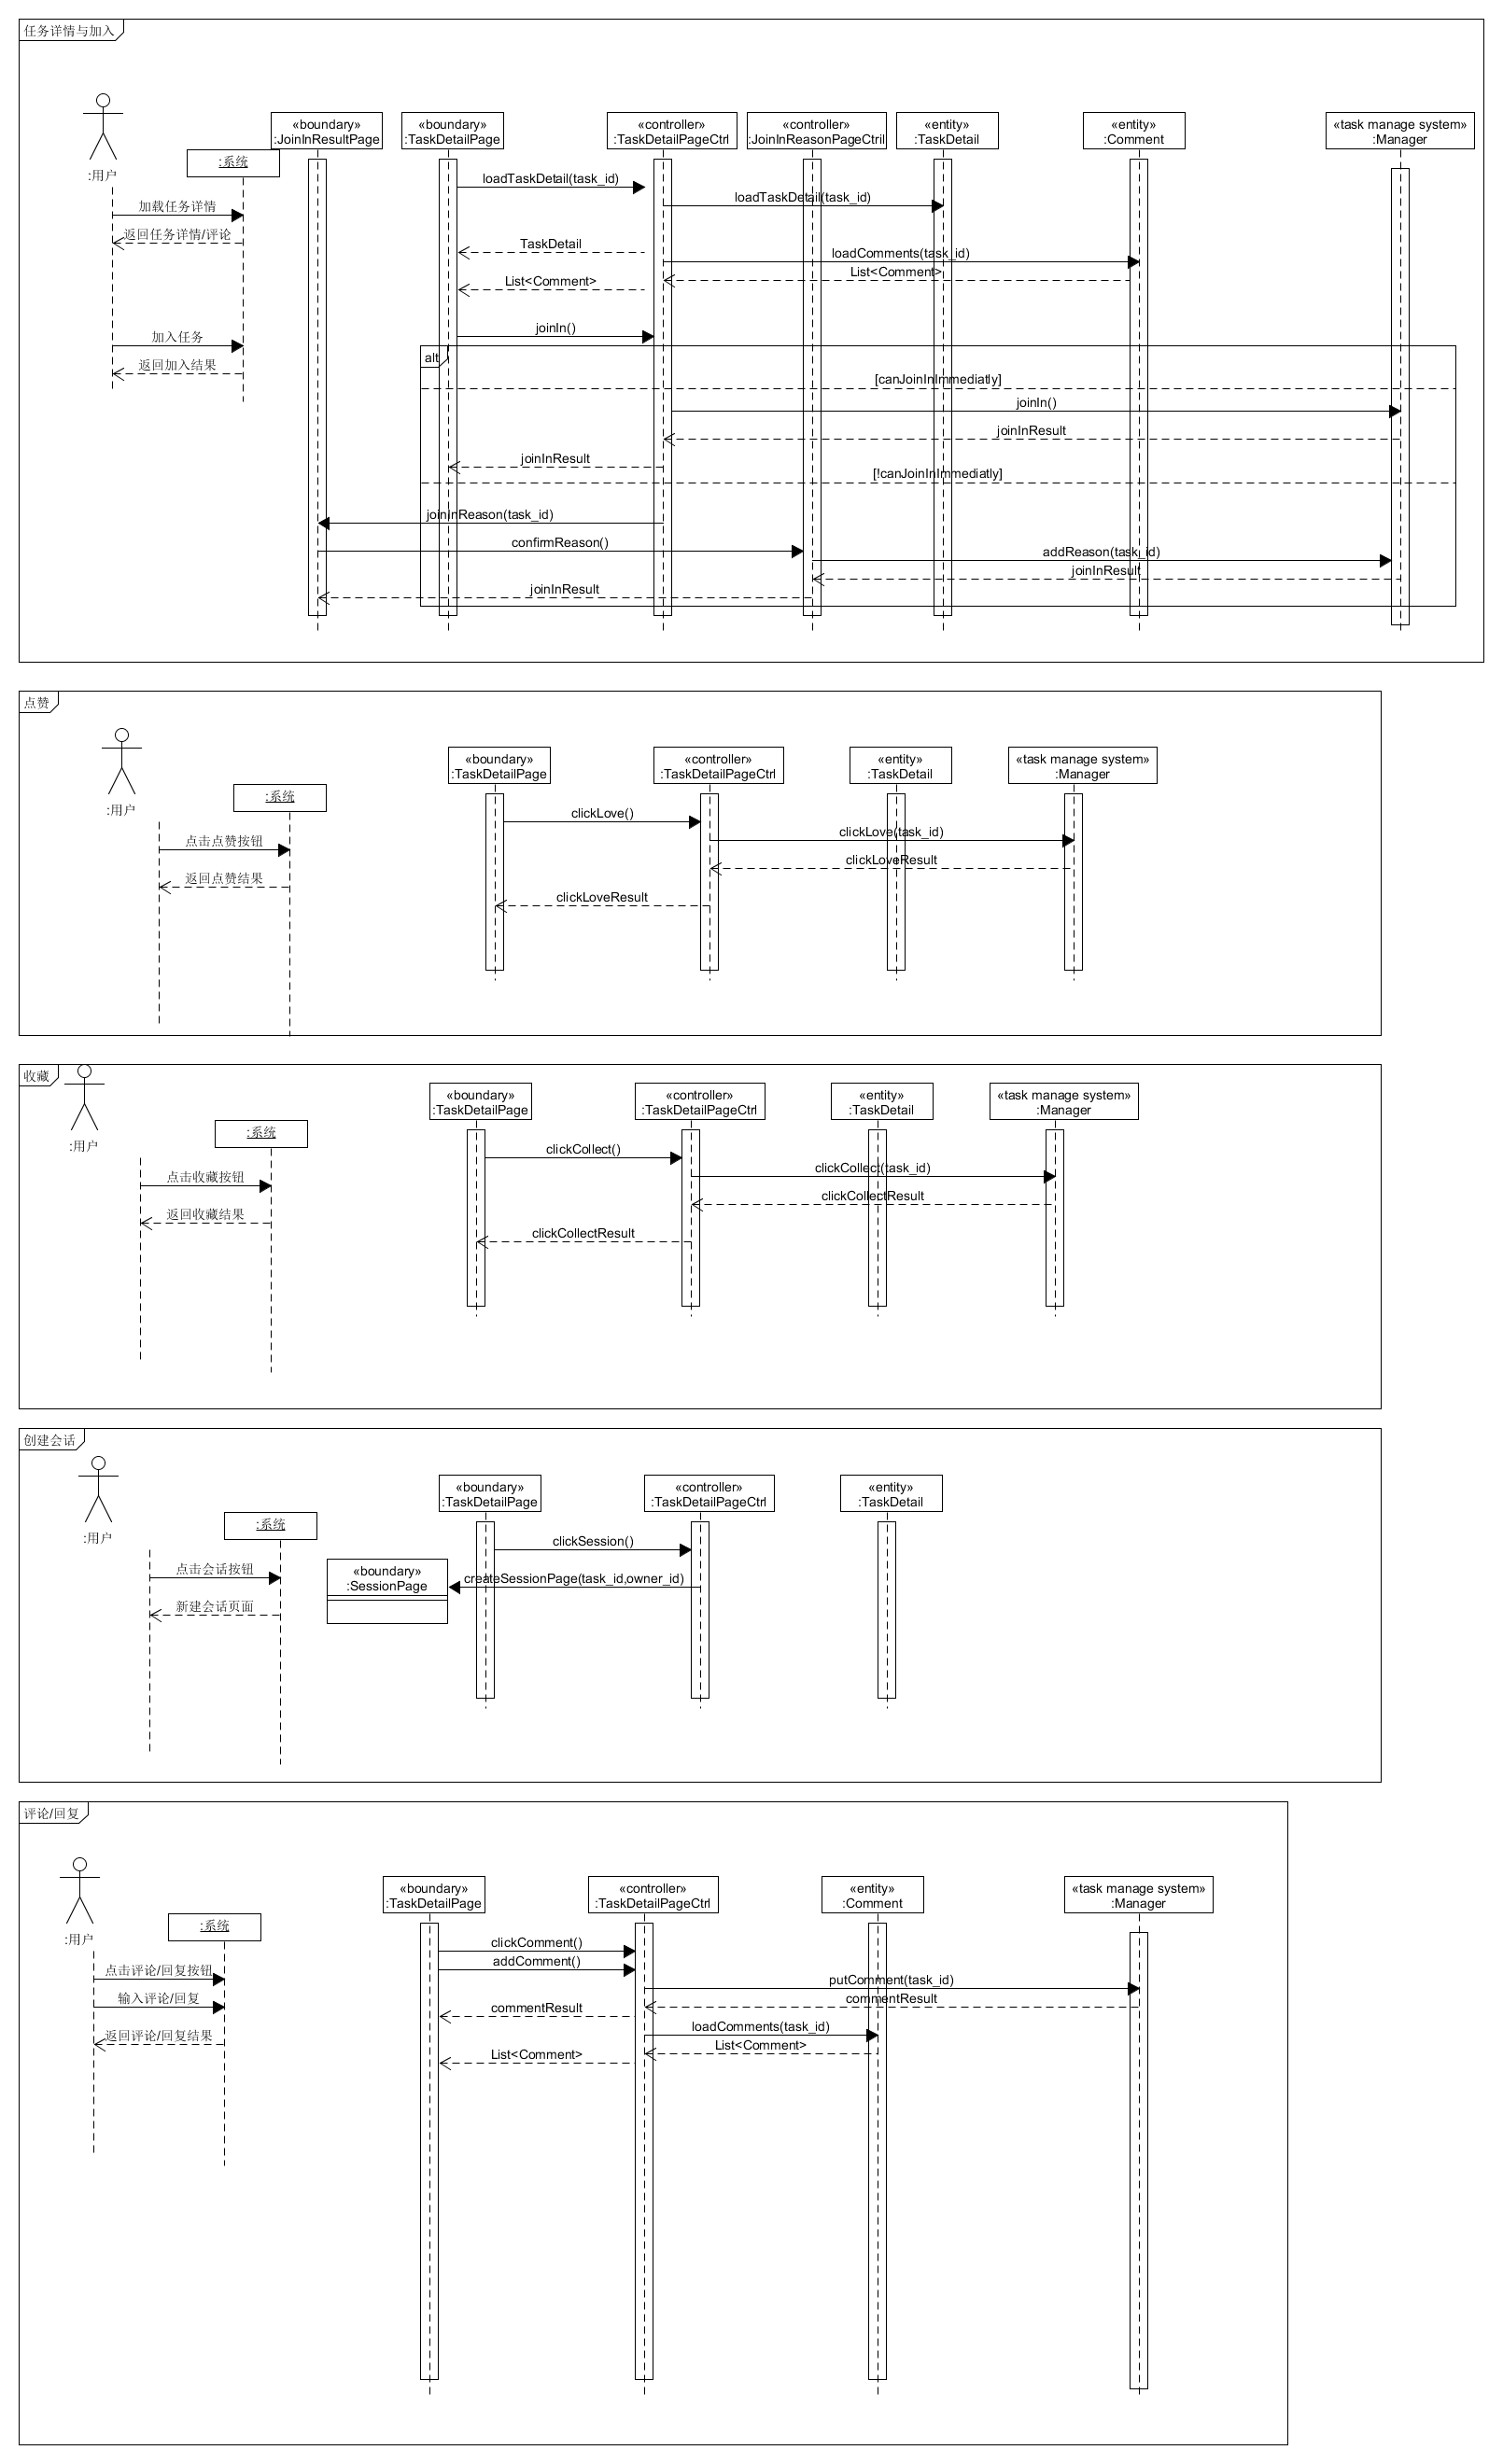 任务详情与加入
«boundary»
:JoinInResultPage
«boundary»
:TaskDetailPage
«controller»
:TaskDetailPageCtrl
«controller»
:JoinInReasonPageCtril
«entity»
:TaskDetail
«entity»
:Comment
«task manage system»
:Manager
:用户
:系统
loadTaskDetail(task_id)
loadTaskDetail(task_id)
加载任务详情
返回任务详情/评论
TaskDetail
loadComments(task_id)
List<Comment>
List<Comment>
joinIn()
加入任务
alt
返回加入结果
[canJoinInImmediatly]
joinIn()
joinInResult
joinInResult
[!canJoinInImmediatly]
joinInReason(task_id)
confirmReason()
addReason(task_id)
joinInResult
joinInResult
点赞
:用户
:系统
«boundary»
:TaskDetailPage
«controller»
:TaskDetailPageCtrl
«entity»
:TaskDetail
«task manage system»
:Manager
clickLove()
clickLove(task_id)
点击点赞按钮
clickLoveResult
返回点赞结果
clickLoveResult
收藏
:用户
:系统
«boundary»
:TaskDetailPage
«controller»
:TaskDetailPageCtrl
«entity»
:TaskDetail
«task manage system»
:Manager
clickCollect()
clickCollect(task_id)
点击收藏按钮
clickCollectResult
返回收藏结果
clickCollectResult
创建会话
:用户
:系统
«boundary»
:TaskDetailPage
«controller»
:TaskDetailPageCtrl
«entity»
:TaskDetail
clickSession()
点击会话按钮
«boundary»
:SessionPage
createSessionPage(task_id,owner_id)
新建会话页面
评论/回复
:用户
:系统
«boundary»
:TaskDetailPage
«controller»
:TaskDetailPageCtrl
«entity»
:Comment
«task manage system»
:Manager
clickComment()
addComment()
点击评论/回复按钮
putComment(task_id)
输入评论/回复
commentResult
commentResult
loadComments(task_id)
返回评论/回复结果
List<Comment>
List<Comment>